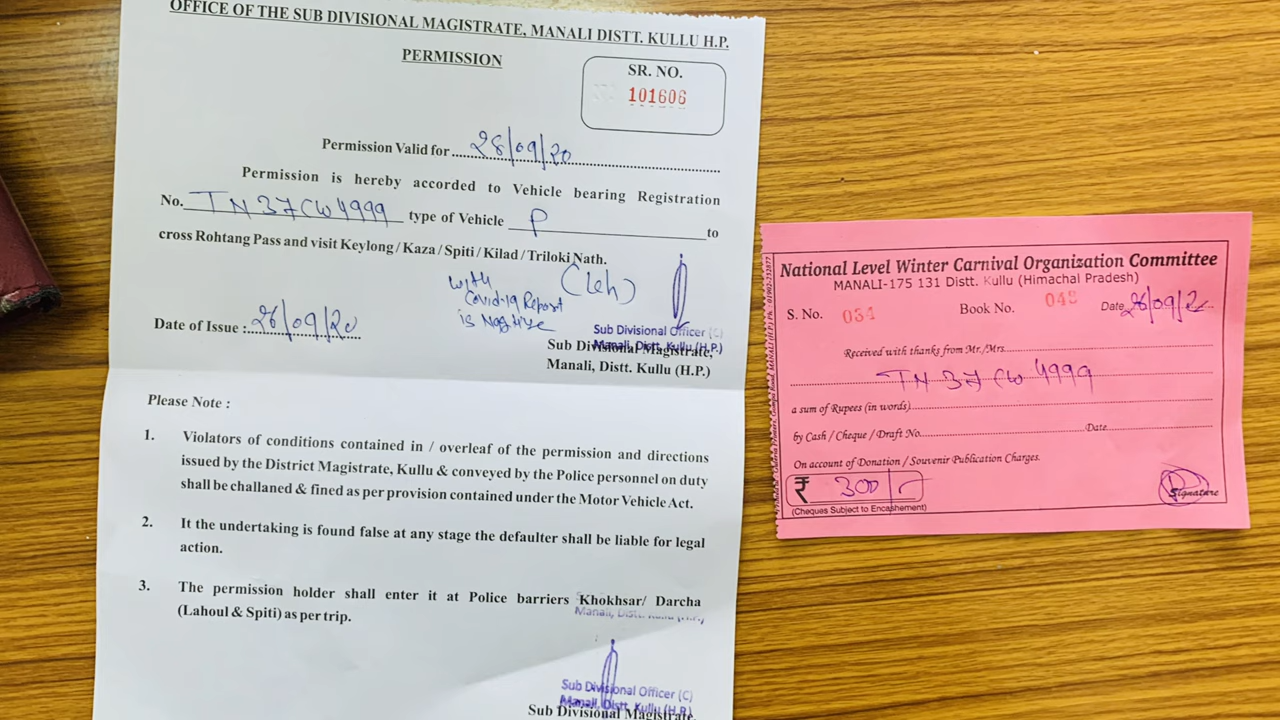 OFFICE OF THE SUB DIVISIONAL MAGISTRATE, MANALI DISTT. KULLU H.P.
PERMISSION
SR. NO.
101606
Permission Valid for 28/09/20
Permission is hereby accorded to Vehicle bearing Registration
No. TN37CW4999 type of Vehicle P to
cross Rohtang Pass and visit Keylong / Kaza / Spiti / Kilad / Triloki Nath.
(Leh)
with
Covid-19 Report
is Negtive
Date of Issue : 26/09/20
Sub Divisional Officer (C)
Manali, Distt. Kullu (H.P.)
Sub Divisional Magistrate,
Manali, Distt. Kullu (H.P.)
Please Note :
1. Violators of conditions contained in / overleaf of the permission and directions
issued by the District Magistrate, Kullu & conveyed by the Police personnel on duty
shall be challaned & fined as per provision contained under the Motor Vehicle Act.
2. It the undertaking is found false at any stage the defaulter shall be liable for legal
action.
3. The permission holder shall enter it at Police barriers Khokhsar/ Darcha
(Lahoul & Spiti) as per trip.
Manali, Distt. Kullu (H.P.)
Sub Divisional Officer (C)
Manali, Distt. Kullu (H.P.)
Sub Divisional Magistrate,
National Level Winter Carnival Organization Committee
MANALI-175 131 Distt. Kullu (Himachal Pradesh)
S. No. 034 Book No. 048 Date 26/09/2
Received with thanks from Mr./Mrs.
TN 37 CW 4999
a sum of Rupees (in words)
by Cash / Cheque / Draft No. Date
On account of Donation / Souvenir Publication Charges.
₹ 300/-
(Cheques Subject to Encashement)
Signature